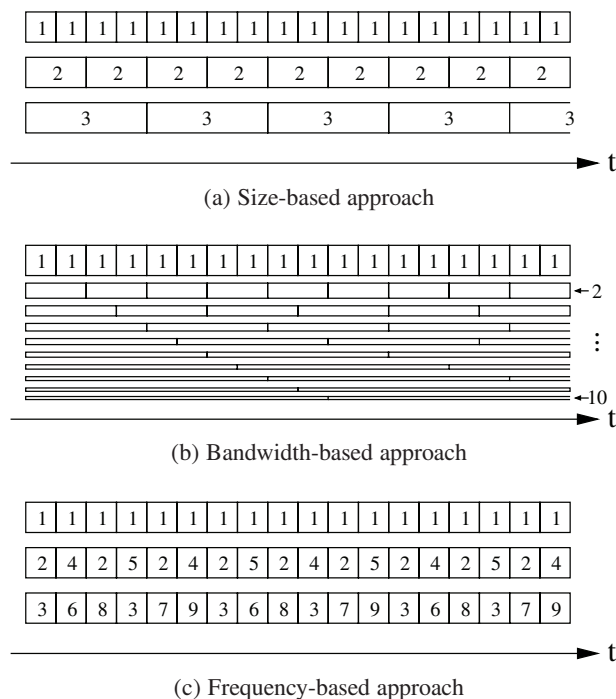 1 1 1 1 1 1 1 1 1 1 1 1 1 1 1 1 1 1
2 2 2 2 2 2 2 2 2
3 3 3 3 3
t
(a) Size-based approach
1 1 1 1 1 1 1 1 1 1 1 1 1 1 1 1 1 1
2
⋮
10
t
(b) Bandwidth-based approach
1 1 1 1 1 1 1 1 1 1 1 1 1 1 1 1 1 1
2 4 2 5 2 4 2 5 2 4 2 5 2 4 2 5 2 4
3 6 8 3 7 9 3 6 8 3 7 9 3 6 8 3 7 9
t
(c) Frequency-based approach